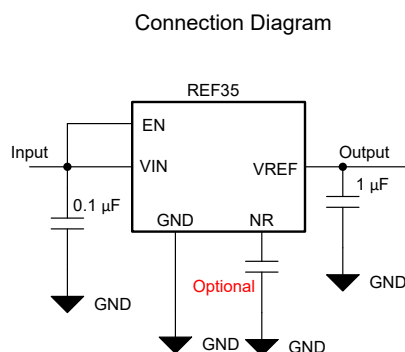 Connection Diagram
REF35
EN
Input
VIN
VREF
Output
0.1 µF
1 µF
GND
NR
Optional
GND
GND
GND
GND